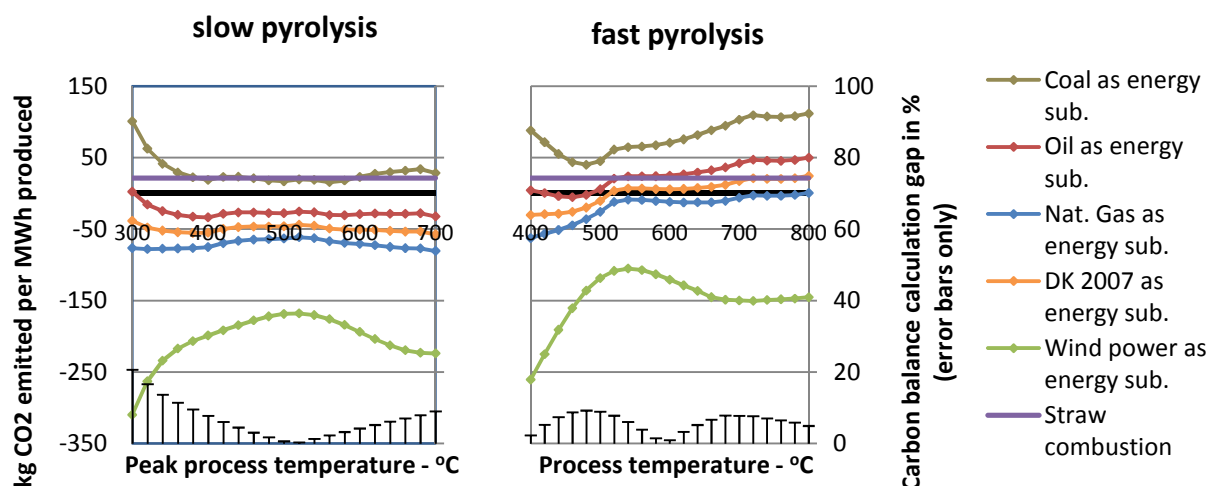 slow pyrolysis
fast pyrolysis
kg CO2 emitted per MWh produced
150
50
-50
-150
-250
-350
300
400
500
600
700
Peak process temperature - ºC
400
500
600
700
800
Process temperature - ºC
100
80
60
40
20
0
Carbon balance calculation gap in %
(error bars only)
Coal as energy
sub.
Oil as energy
sub.
Nat. Gas as
energy sub.
DK 2007 as
energy sub.
Wind power as
energy sub.
Straw
combustion